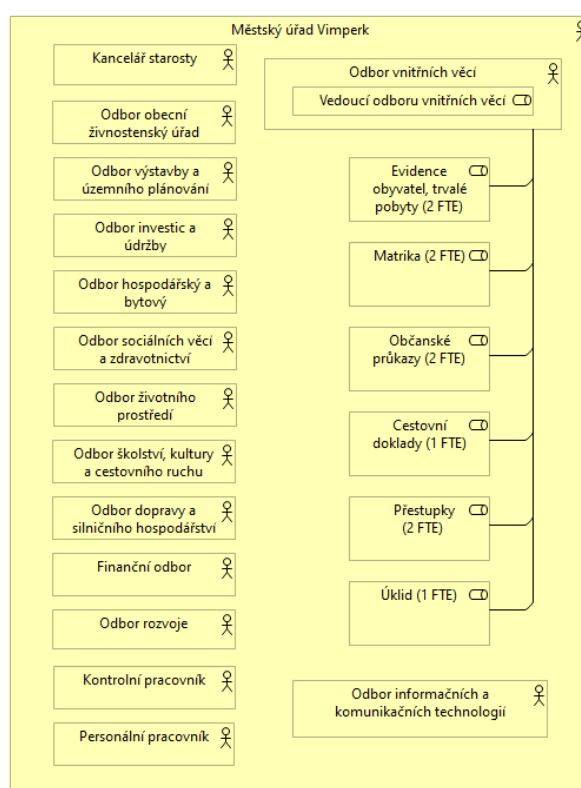 Městský úřad Vimperk
Kancelář starosty
Odbor obecní
živnostenský úřad
Odbor výstavby a
územního plánování
Odbor investic a
údržby
Odbor hospodářský a
bytový
Odbor sociálních věcí
a zdravotnictví
Odbor životního
prostředí
Odbor školství, kultury
a cestovního ruchu
Odbor dopravy a
silničního hospodářství
Finanční odbor
Odbor rozvoje
Kontrolní pracovník
Personální pracovník
Odbor vnitřních věcí
Vedoucí odboru vnitřních věcí
Evidence
obyvatel, trvalé
pobyty (2 FTE)
Matrika (2 FTE)
Občanské
průkazy (2 FTE)
Cestovní
doklady (1 FTE)
Přestupky
(2 FTE)
Úklid (1 FTE)
Odbor informačních a
komunikačních technologií